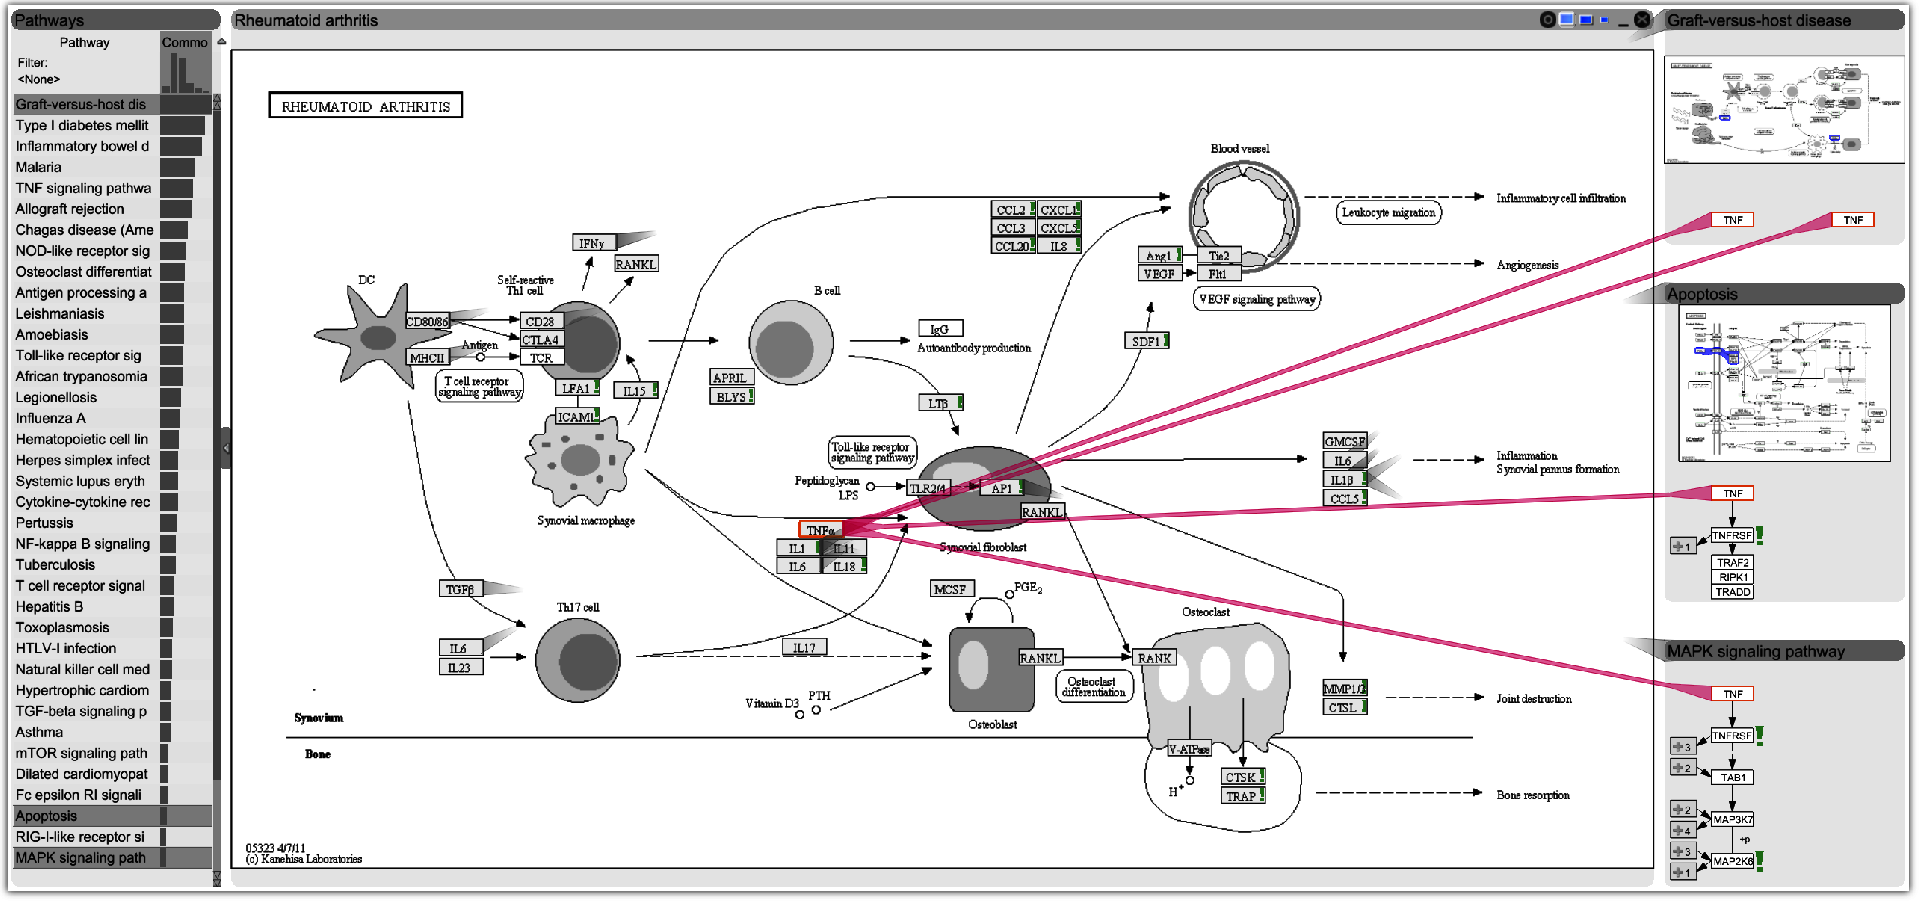 Pathways
Pathway
Commo
Filter:
<None>
Graft-versus-host dis
Type I diabetes mellit
Inflammatory bowel d
Malaria
TNF signaling pathwa
Allograft rejection
Chagas disease (Ame
NOD-like receptor sig
Osteoclast differentiat
Antigen processing a
Leishmaniasis
Amoebiasis
Toll-like receptor sig
African trypanosomia
Legionellosis
Influenza A
Hematopoietic cell lin
Herpes simplex infect
Systemic lupus eryth
Cytokine-cytokine rec
Pertussis
NF-kappa B signaling
Tuberculosis
T cell receptor signal
Hepatitis B
Toxoplasmosis
HTLV-I infection
Natural killer cell med
Hypertrophic cardiom
TGF-beta signaling p
Asthma
mTOR signaling path
Dilated cardiomyopat
Fc epsilon RI signali
Apoptosis
RIG-I-like receptor si
MAPK signaling path
Rheumatoid arthritis
RHEUMATOID ARTHRITIS
Blood vessel
Inflammatory cell infiltration
Leukocyte migration
CCL2 CXCL1
CCL3 CXCL5
CCL20 IL8
IFNγ
RANKL
Ang1 Tie2
VEGF Flt1
Angiogenesis
VEGF signaling pathway
DC
Self-reactive
Th1 cell
B cell
CD80/86
CD28
CTLA4
Antigen
MHCII
TCR
T cell receptor
signaling pathway
LFA1
IL15
ICAM1
IgG
Autoantibody production
SDF1
APRIL
BLYS
LTβ
Toll-like receptor
signaling pathway
GMCSF
IL6
IL1β
CCL5
Inflammation
Synovial pannus formation
Peptidoglycan
LPS
TLR2/4
AP1
RANKL
Synovial macrophage
TNFα
IL1 IL11
IL6 IL18
Synovial fibroblast
TGFβ
Th17 cell
MCSF
PGE2
Osteoclast
IL6
IL23
IL17
RANKL
RANK
Osteoclast
differentiation
Vitamin D3
PTH
Osteoblast
MMP1/3
CTSL
Joint destruction
Synovium
Bone
V-ATPase
H+
CTSK
TRAP
Bone resorption
05323 4/7/11
(c) Kanehisa Laboratories
Graft-versus-host disease
TNF
TNF
Apoptosis
TNF
TNFRSF
+1
TRAF2
RIPK1
TRADD
MAPK signaling pathway
TNF
TNFRSF
+3
+2
TAB1
+2
MAP3K7
+4
+p
+3
MAP2K6
+1